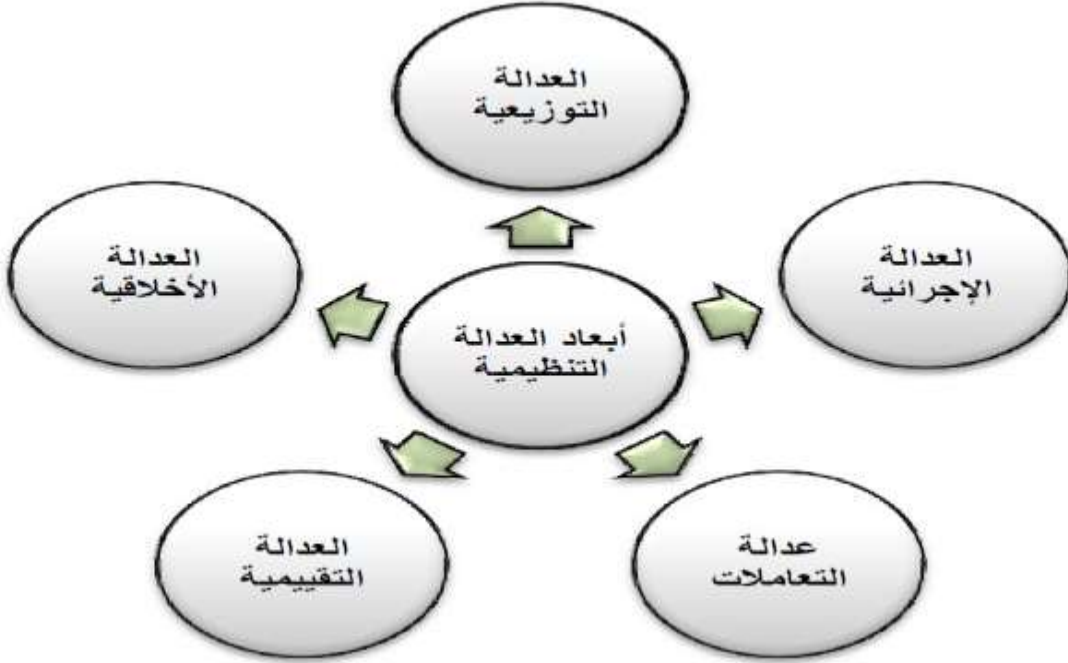 العدالة
التوزيعية
العدالة
الإجرائية
العدالة
الأخلاقية
أبعاد العدالة
التنظيمية
عدالة
التعاملات
العدالة
التقييمية